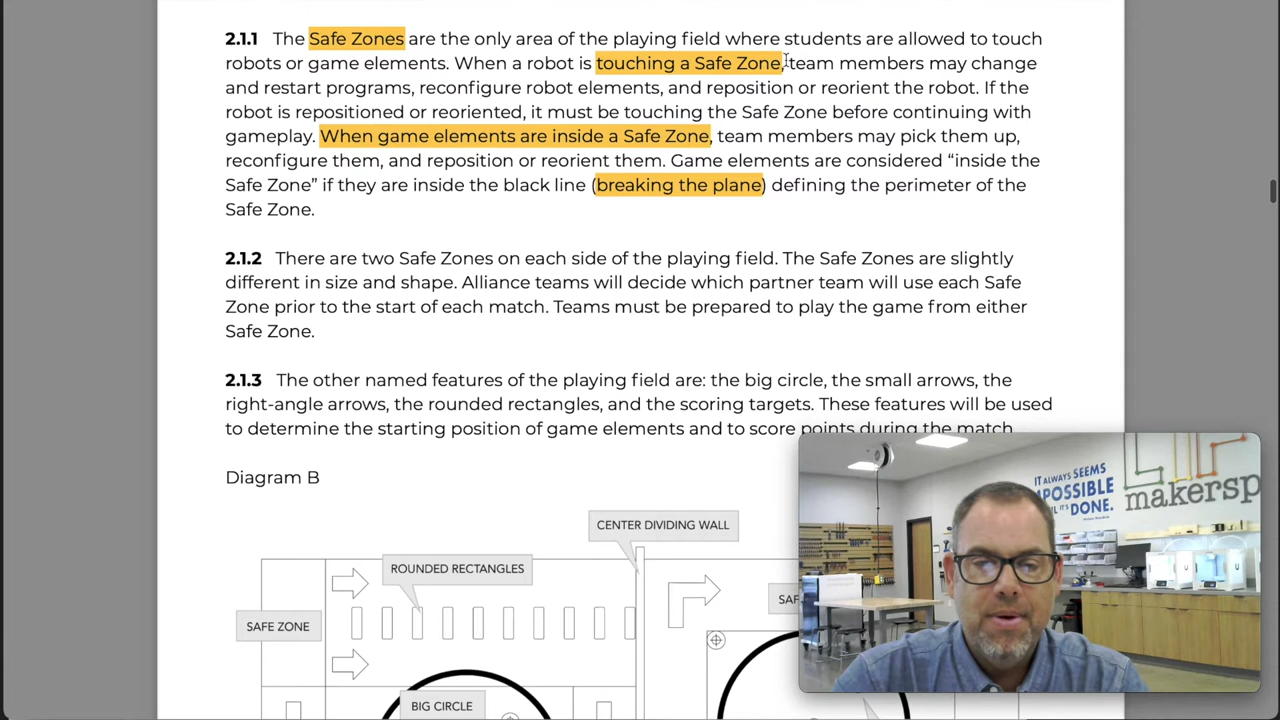 2.1.1 The Safe Zones are the only area of the playing field where students are allowed to touch
robots or game elements. When a robot is touching a Safe Zone, team members may change
and restart programs, reconfigure robot elements, and reposition or reorient the robot. If the
robot is repositioned or reoriented, it must be touching the Safe Zone before continuing with
gameplay. When game elements are inside a Safe Zone, team members may pick them up,
reconfigure them, and reposition or reorient them. Game elements are considered “inside the
Safe Zone” if they are inside the black line (breaking the plane) defining the perimeter of the
Safe Zone.
2.1.2 There are two Safe Zones on each side of the playing field. The Safe Zones are slightly
different in size and shape. Alliance teams will decide which partner team will use each Safe
Zone prior to the start of each match. Teams must be prepared to play the game from either
Safe Zone.
2.1.3 The other named features of the playing field are: the big circle, the small arrows, the
right-angle arrows, the rounded rectangles, and the scoring targets. These features will be used
to determine the starting position of game elements and to score points during the match
Diagram B
CENTER DIVIDING WALL
ROUNDED RECTANGLES
SAFE ZONE
BIG CIRCLE
IT ALWAYS SEEMS
DONE.
makersp